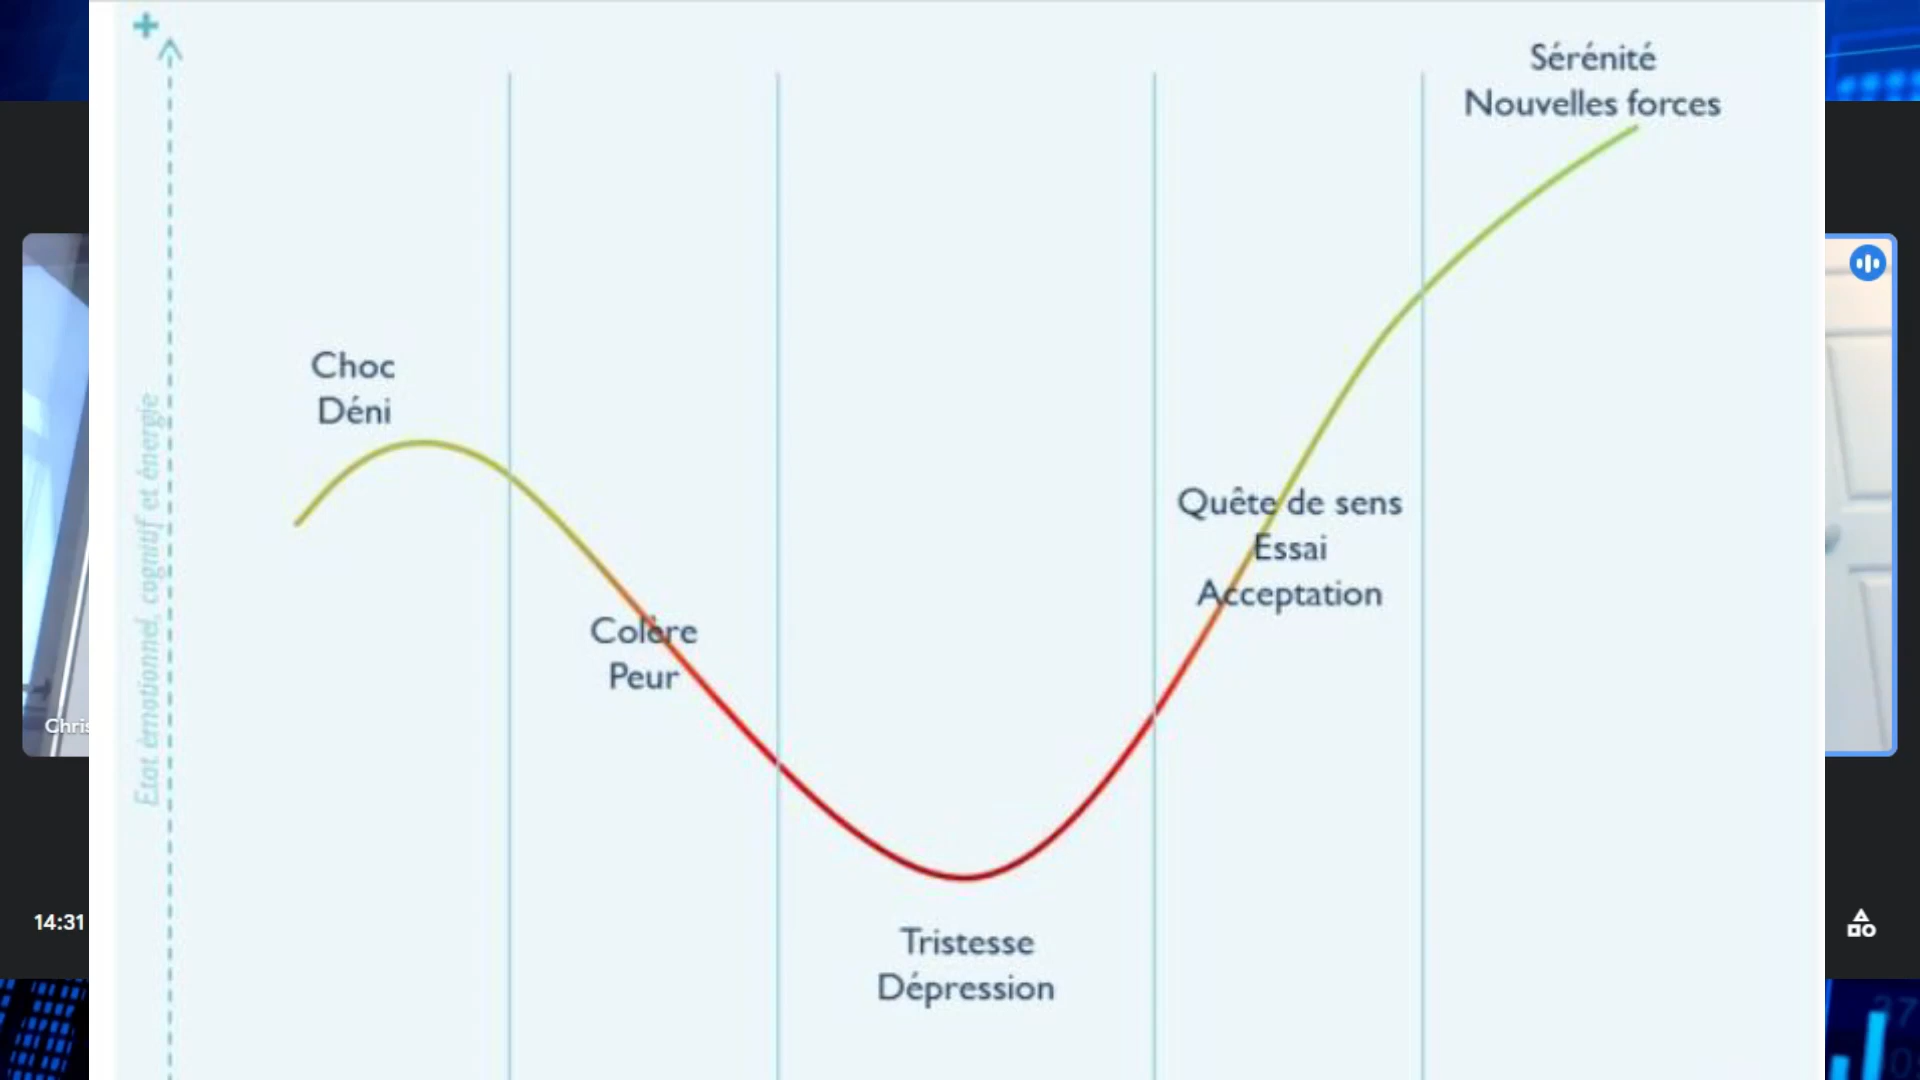 +
Sérénité
Nouvelles forces
Choc
Déni
Etat émotionnel, cognitif et énergie
Quête de sens
Essai
Acceptation
Colère
Peur
Chris
14:31
Tristesse
Dépression